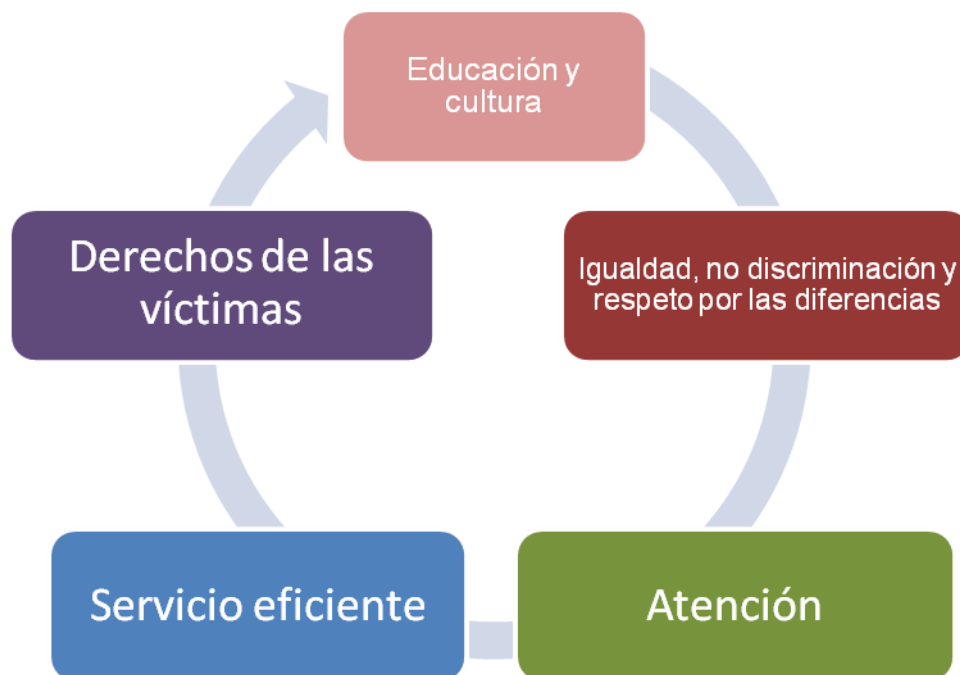 Educación y
cultura
Igualdad, no discriminación y
respeto por las diferencias
Atención
Servicio eficiente
Derechos de las
víctimas